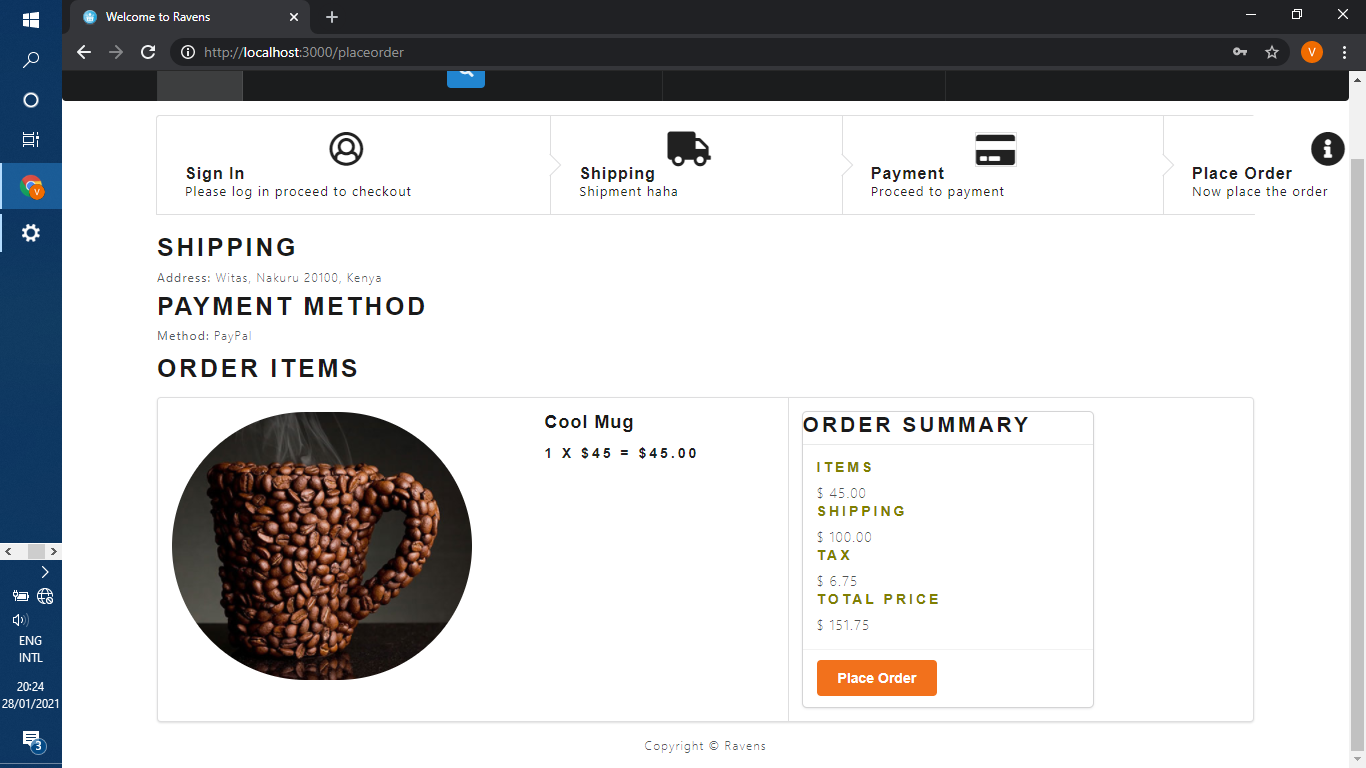 Welcome to Ravens
http://localhost:3000/placeorder
V
V
Sign In
Please log in proceed to checkout
Shipping
Shipment haha
Payment
Proceed to payment
Place Order
Now place the order
SHIPPING
Address: Witas, Nakuru 20100, Kenya
PAYMENT METHOD
Method: PayPal
ORDER ITEMS
Cool Mug
1 X $45 = $45.00
ORDER SUMMARY
ITEMS
$ 45.00
SHIPPING
$ 100.00
TAX
$ 6.75
TOTAL PRICE
$ 151.75
Place Order
Copyright © Ravens
ENG
INTL
20:24
28/01/2021
3